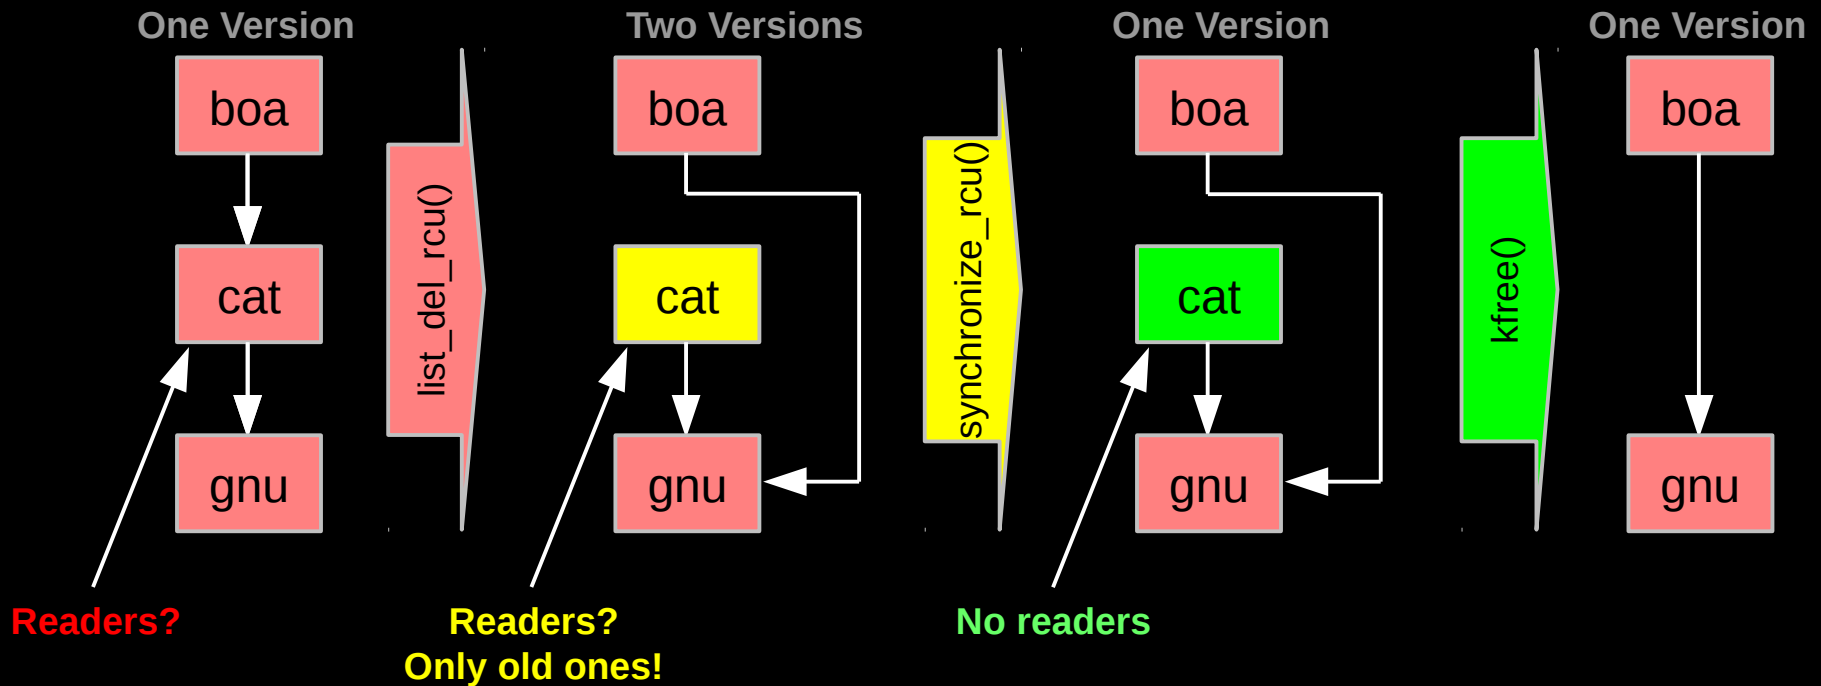 One Version
boa
cat
gnu
Readers?
list_del_rcu()
Two Versions
boa
cat
gnu
Readers?
Only old ones!
synchronize_rcu()
One Version
boa
cat
gnu
No readers
kfree()
One Version
boa
gnu